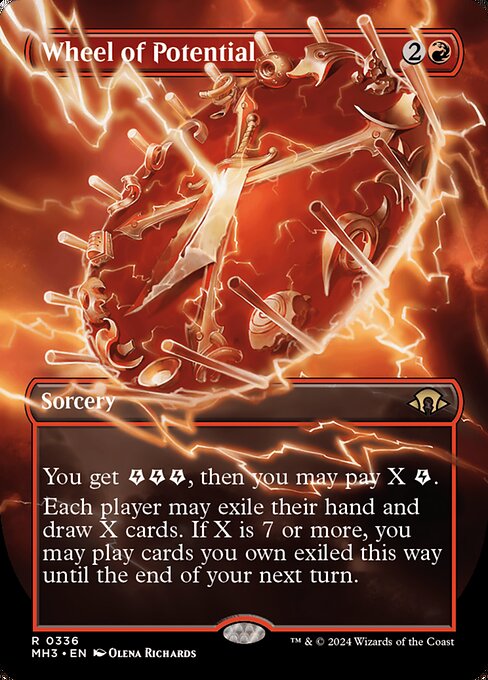 Wheel of Potential 2
Sorcery
You get , then you may pay X .
Each player may exile their hand and
draw X cards. If X is 7 or more, you
may play cards you own exiled this way
until the end of your next turn.
R 0336
MH3 • EN Olena Richards
™ & © 2024 Wizards of the Coast